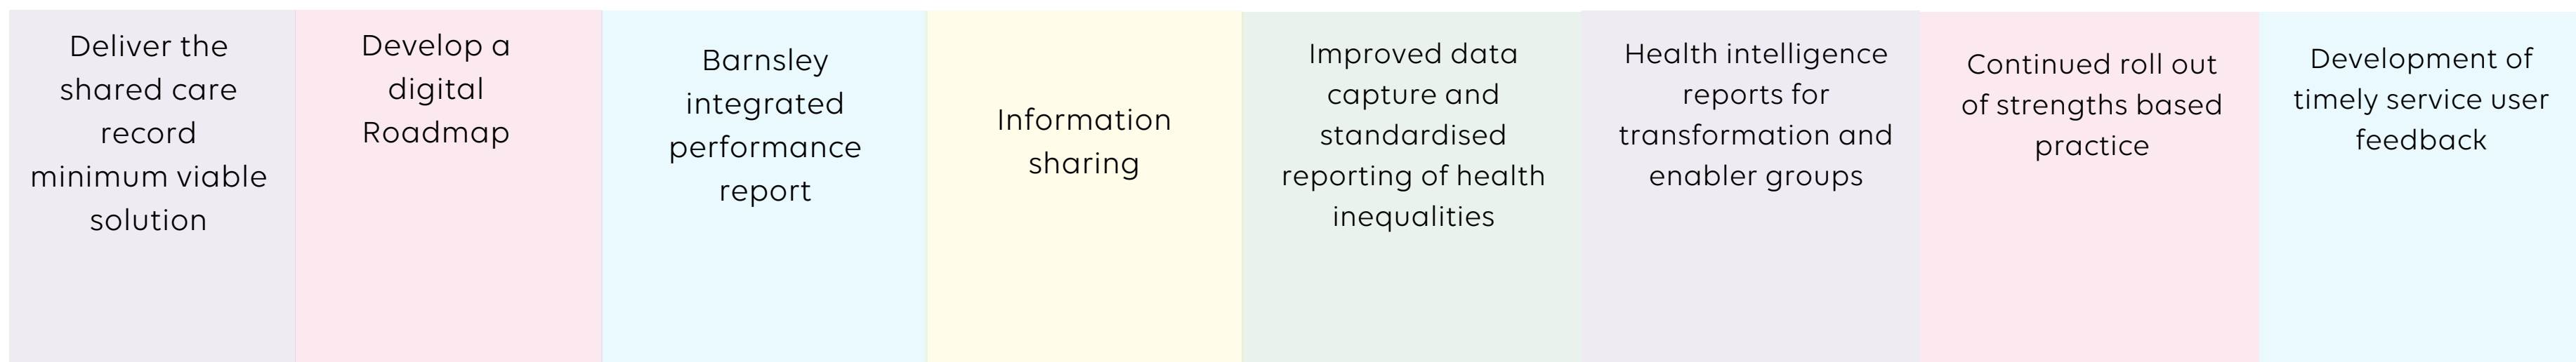 Deliver the
shared care
record
minimum viable
solution
Develop a
digital
Roadmap
Barnsley
integrated
performance
report
Information
sharing
Improved data
capture and
standardised
reporting of health
inequalities
Health intelligence
reports for
transformation and
enabler groups
Continued roll out
of strengths based
practice
Development of
timely service user
feedback